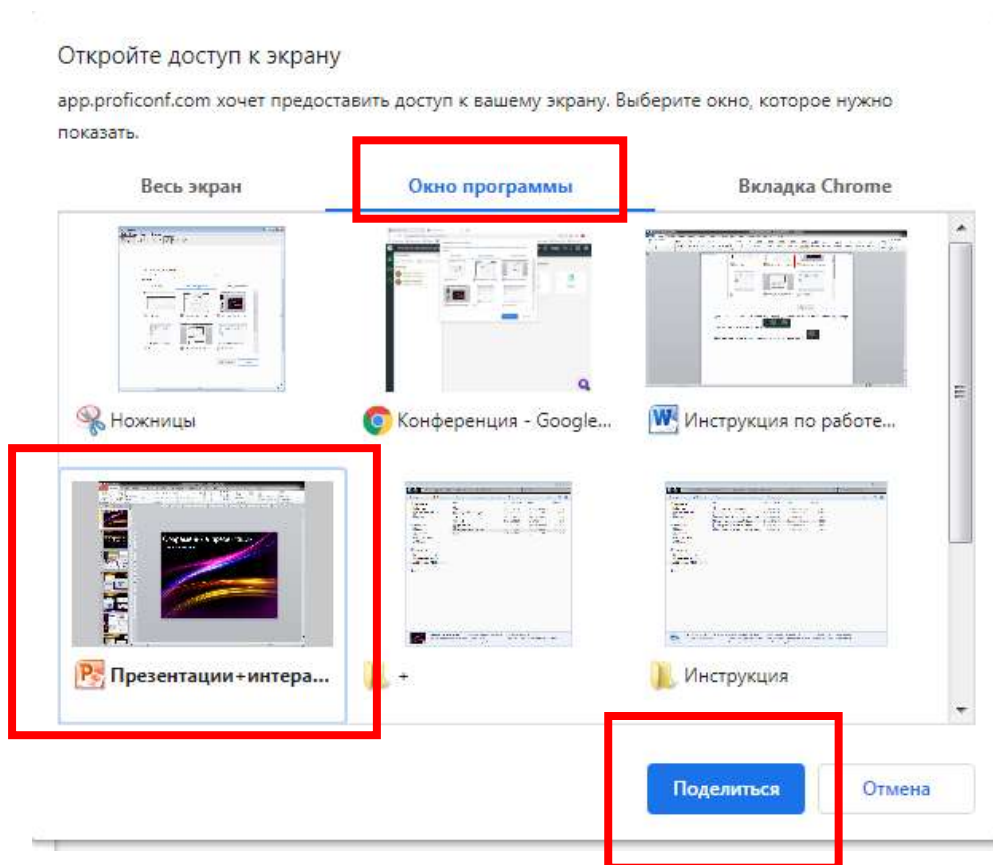 Откройте доступ к экрану
app.proficonf.com хочет предоставить доступ к вашему экрану. Выберите окно, которое нужно
показать.
Весь экран Окно программы Вкладка Chrome
Ножницы Конференция - Google... Инструкция по работе...
Презентации+интера... + Инструкция
Поделиться Отмена